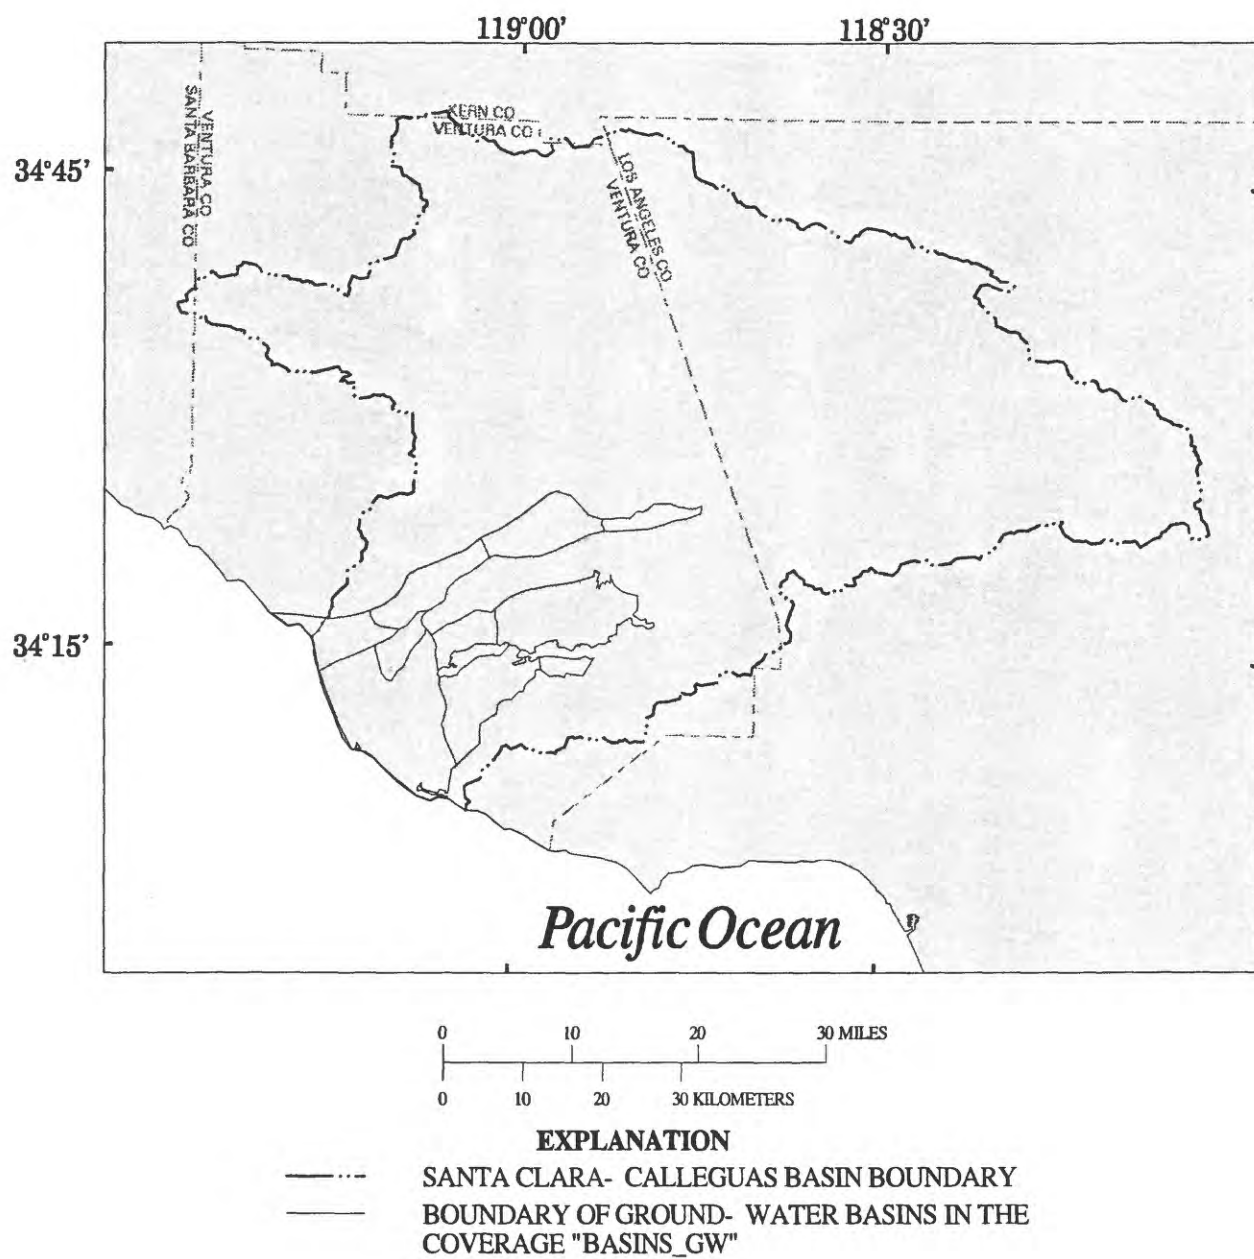 119°00' 118°30'
KERN CO
VENTURA CO
34°45'
VENTURA CO
SANTA BARBARA CO
LOS ANGELES CO
VENTURA CO
34°15'
Pacific Ocean
0 10 20 30 MILES
0 10 20 30 KILOMETERS
EXPLANATION
SANTA CLARA- CALLEGUAS BASIN BOUNDARY
BOUNDARY OF GROUND- WATER BASINS IN THE
COVERAGE "BASINS_GW"